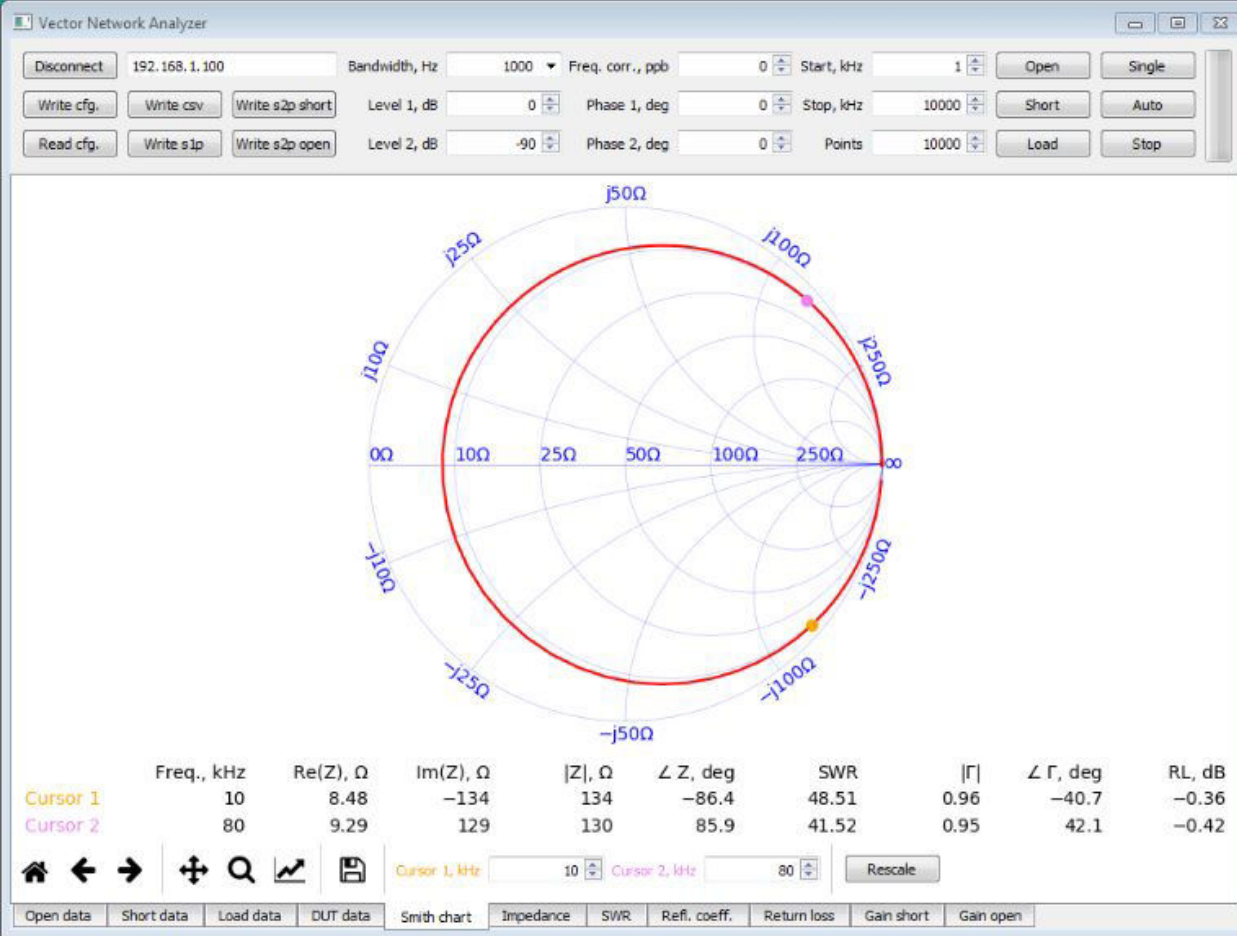 Vector Network Analyzer
Disconnect 192.168.1.100 Bandwidth, Hz 1000 Freq. corr., ppb 0 Start, kHz 1 Open Single
Write cfg. Write csv Write s2p short Level 1, dB 0 Phase 1, deg 0 Stop, kHz 10000 Short Auto
Read cfg. Write s1p Write s2p open Level 2, dB -90 Phase 2, deg 0 Points 10000 Load Stop
j50Ω
j25Ω j100Ω
j10Ω j250Ω
0Ω 10Ω 25Ω 50Ω 100Ω 250Ω ∞
−j10Ω −j250Ω
−j25Ω −j100Ω
−j50Ω
Freq., kHz Re(Z), Ω Im(Z), Ω |Z|, Ω ∠ Z, deg SWR |Γ| ∠ Γ, deg RL, dB
Cursor 1 10 8.48 −134 134 −86.4 48.51 0.96 −40.7 −0.36
Cursor 2 80 9.29 129 130 85.9 41.52 0.95 42.1 −0.42
Cursor 1, kHz 10 Cursor 2, kHz 80 Rescale
Open data Short data Load data DUT data Smith chart Impedance SWR Refl. coeff. Return loss Gain short Gain open